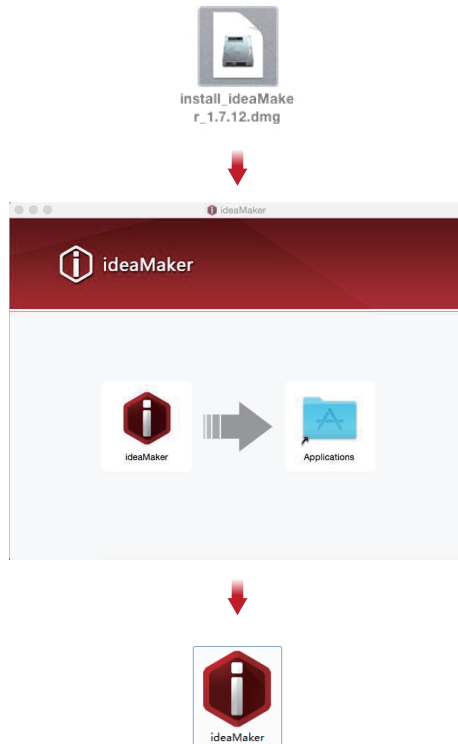 install_ideaMake
r_1.7.12.dmg
ideaMaker
ideaMaker
ideaMaker
Applications
ideaMaker